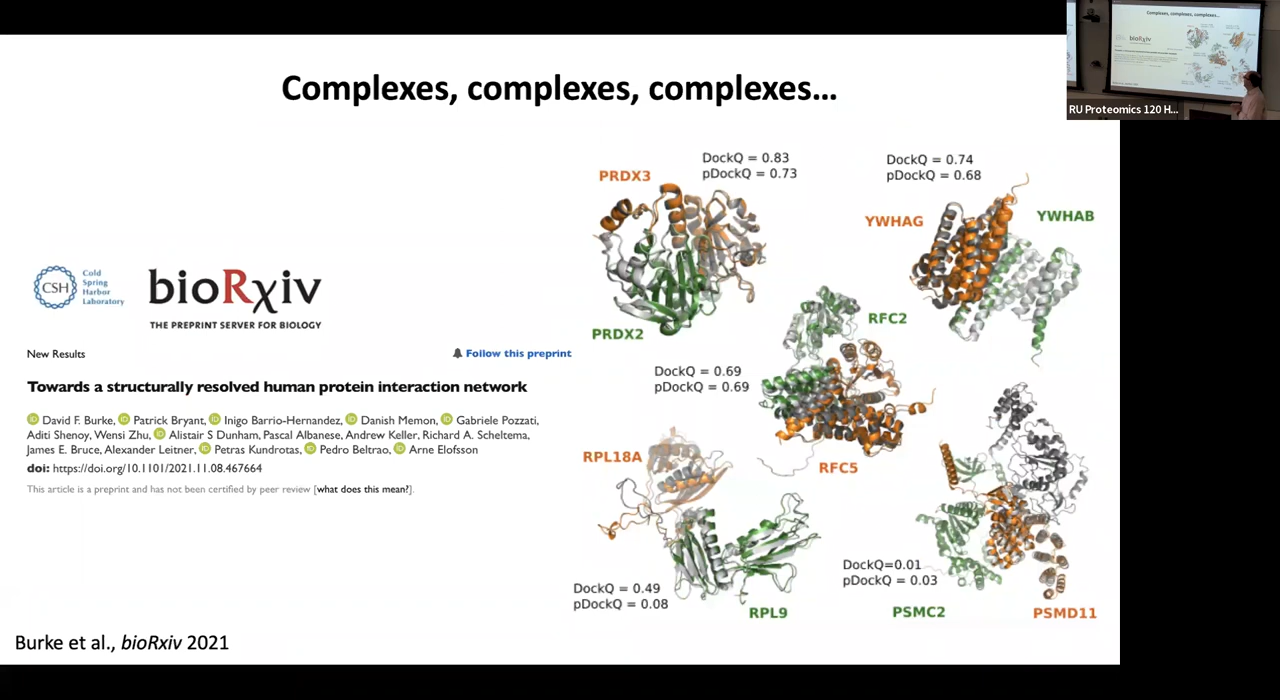 Complexes, complexes, complexes...
Complexes, complexes, complexes...
bioRxiv
RU Proteomics 120 H...
CSH
Cold
Spring
Harbor
Laboratory
bioRχiv
THE PREPRINT SERVER FOR BIOLOGY
New Results
Follow this preprint
Towards a structurally resolved human protein interaction network
David F. Burke, Patrick Bryant, Inigo Barrio-Hernandez, Danish Memon, Gabriele Pozzati,
Aditi Shenoy, Wensi Zhu, Alistair S Dunham, Pascal Albanese, Andrew Keller, Richard A. Scheltema,
James E. Bruce, Alexander Leitner, Petras Kundrotas, Pedro Beltrao, Arne Elofsson
doi: https://doi.org/10.1101/2021.11.08.467664
This article is a preprint and has not been certified by peer review [what does this mean?].
Burke et al., bioRxiv 2021
PRDX3
DockQ = 0.83
pDockQ = 0.73
PRDX2
DockQ = 0.74
pDockQ = 0.68
YWHAG
YWHAB
RFC2
DockQ = 0.69
pDockQ = 0.69
RFC5
RPL18A
DockQ = 0.49
pDockQ = 0.08
RPL9
DockQ=0.01
pDockQ = 0.03
PSMC2
PSMD11